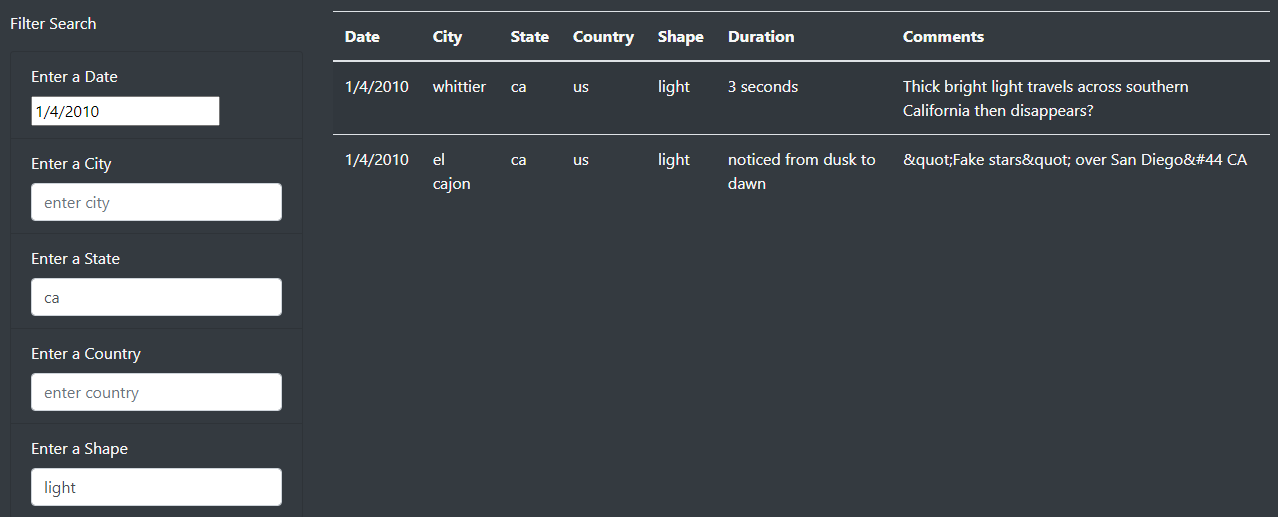 Filter Search
Enter a Date
1/4/2010
Enter a City
enter city
Enter a State
ca
Enter a Country
enter country
Enter a Shape
light
Date City State Country Shape Duration Comments
1/4/2010 whittier ca us light 3 seconds Thick bright light travels across southern
California then disappears?
1/4/2010 el ca us light noticed from dusk to &quot;Fake stars&quot; over San Diego&#44 CA
cajon dawn